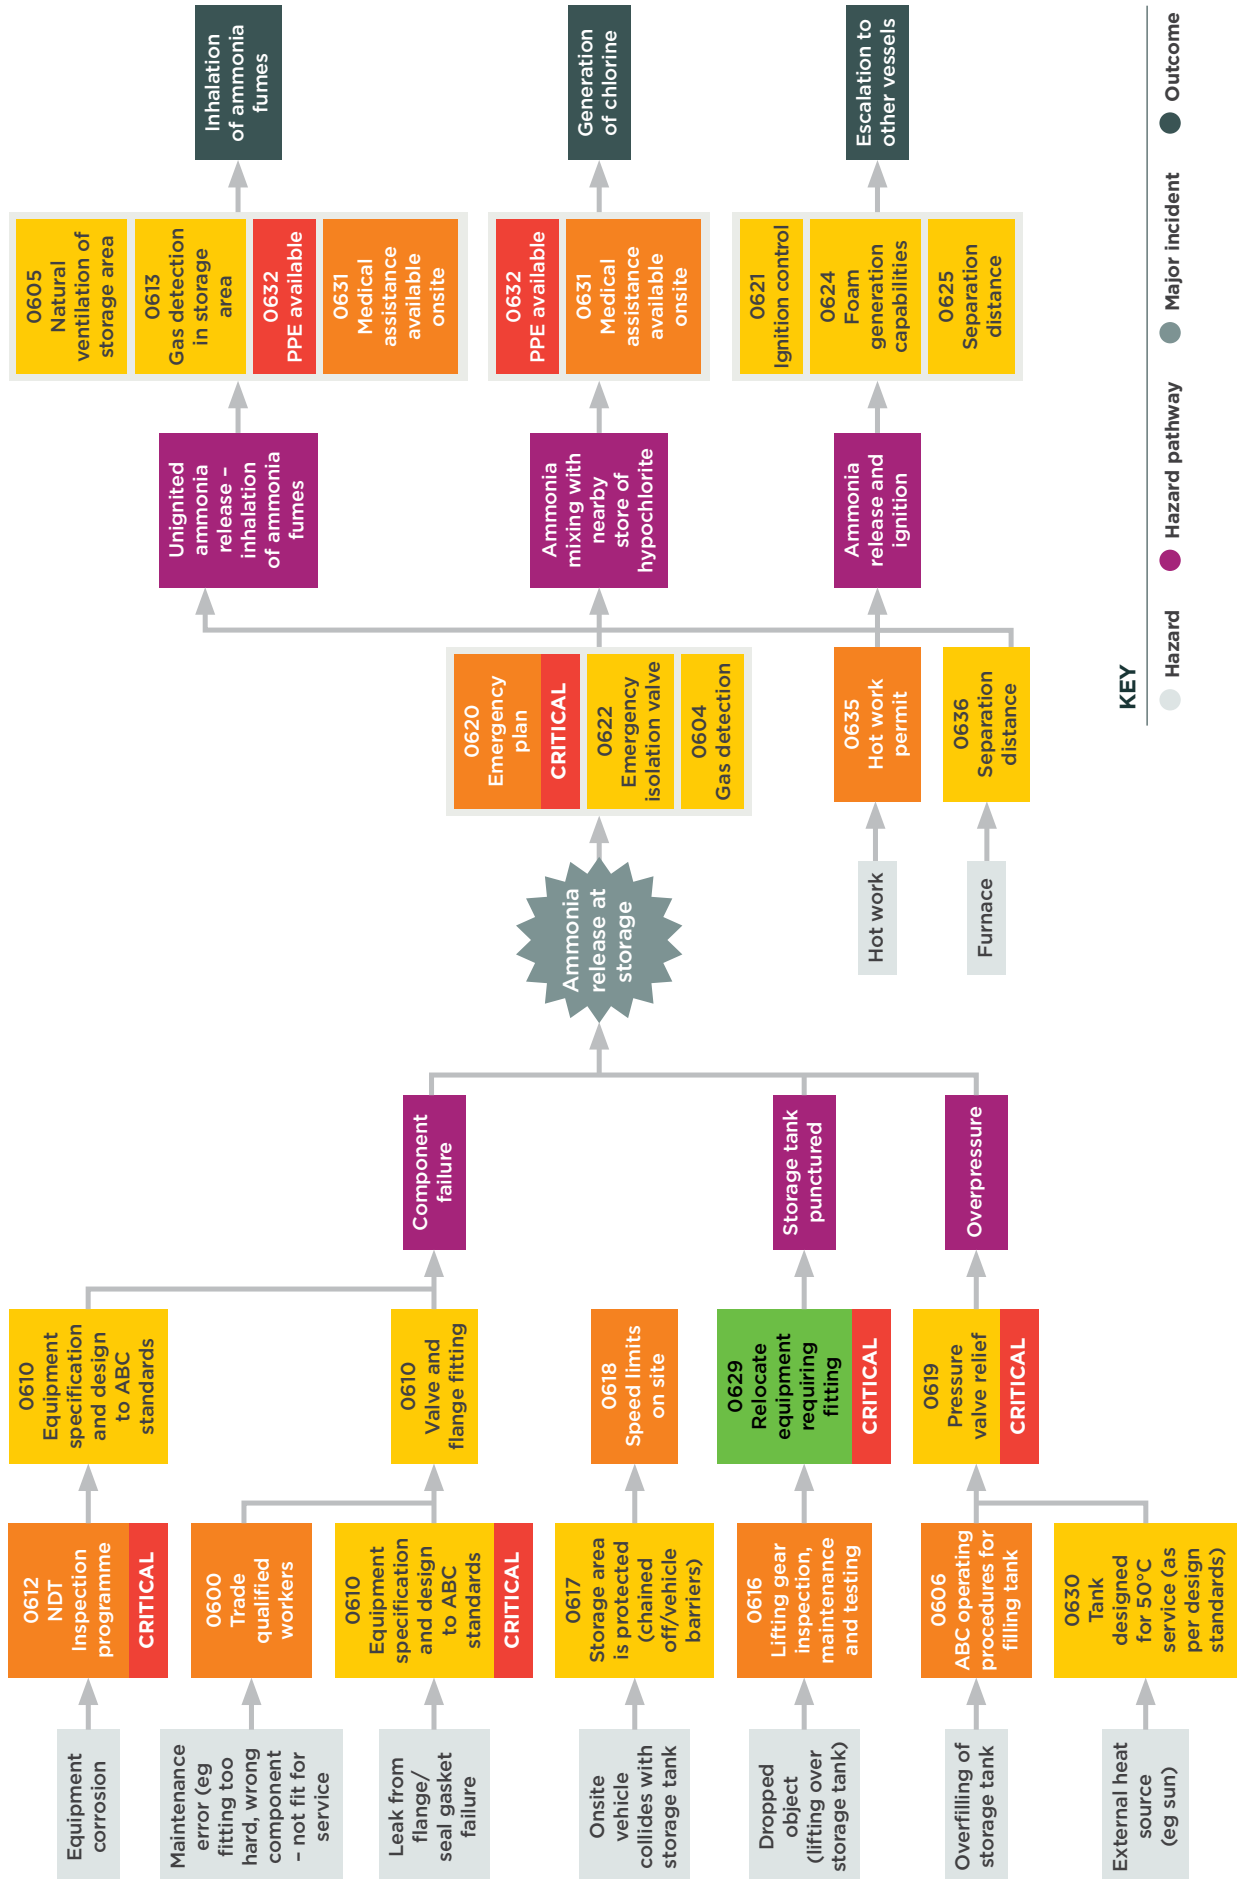 Equipment
corrosion
0612
NDT
Inspection
programme
CRITICAL
0610
Equipment
specification
and design
to ABC
standards
Maintenance
error (eg
fitting too
hard, wrong
component
– not fit for
service
0600
Trade
qualified
workers
Leak from
flange/
seal gasket
failure
0610
Equipment
specification
and design
to ABC
standards
CRITICAL
0610
Valve and
flange fitting
Component
failure
Onsite
vehicle
collides with
storage tank
0617
Storage area
is protected
(chained
off/vehicle
barriers)
0618
Speed limits
on site
Dropped
object
(lifting over
storage tank)
0616
Lifting gear
inspection,
maintenance
and testing
0629
Relocate
equipment
requiring
fitting
CRITICAL
Storage tank
punctured
Overfilling of
storage tank
0606
ABC operating
procedures for
filling tank
External heat
source
(eg sun)
0630
Tank
designed
for 50°C
service (as
per design
standards)
0619
Pressure
valve relief
CRITICAL
Overpressure
Ammonia
release at
storage
0620
Emergency
plan
CRITICAL
0622
Emergency
isolation valve
0604
Gas detection
Hot work
0635
Hot work
permit
Furnace
0636
Separation
distance
Unignited
ammonia
release –
inhalation
of ammonia
fumes
0605
Natural
ventilation of
storage area
0613
Gas detection
in storage
area
0632
PPE available
0631
Medical
assistance
available
onsite
Inhalation
of ammonia
fumes
Ammonia
mixing with
nearby
store of
hypochlorite
0632
PPE available
0631
Medical
assistance
available
onsite
Generation
of chlorine
Ammonia
release and
ignition
0621
Ignition control
0624
Foam
generation
capabilities
0625
Separation
distance
Escalation to
other vessels
KEY
Hazard
Hazard pathway
Major incident
Outcome